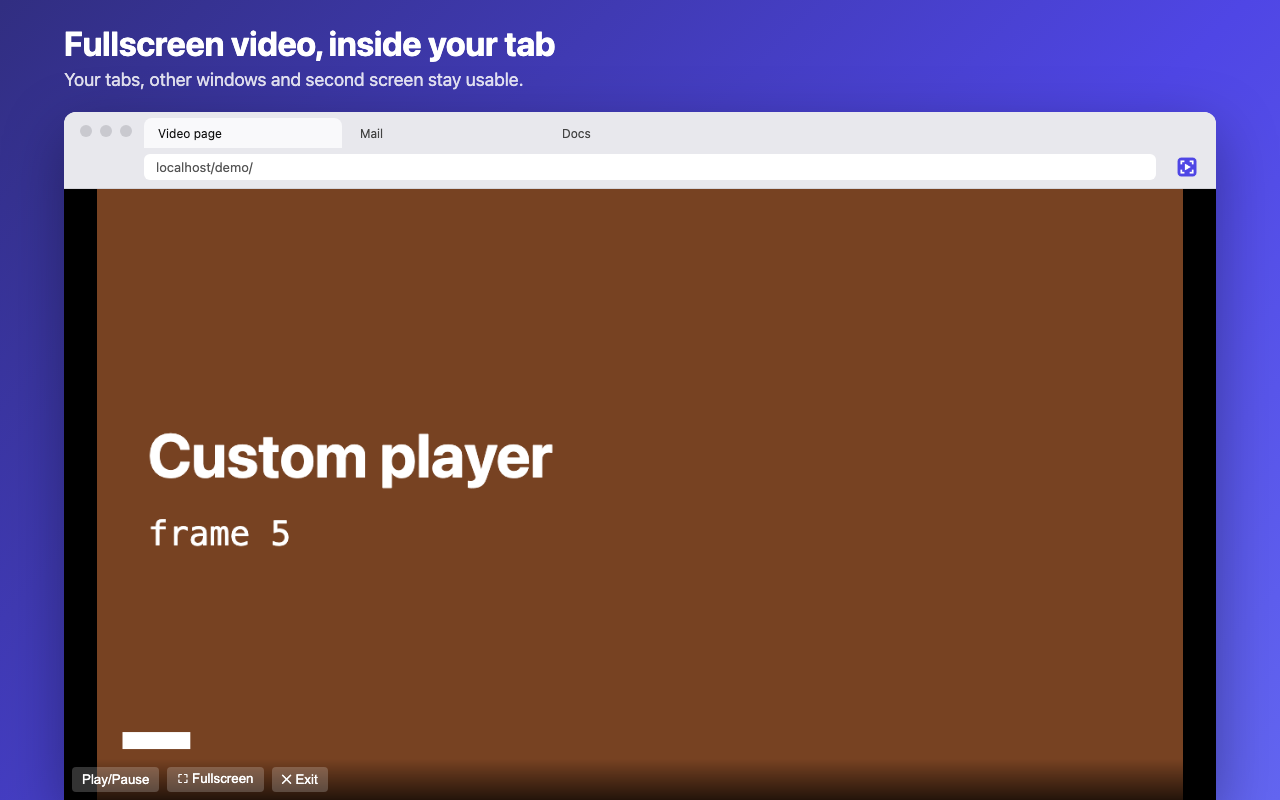 Fullscreen video, inside your tab
Your tabs, other windows and second screen stay usable.
Video page Mail Docs
localhost/demo/
Custom player
frame 5
Play/Pause Fullscreen Exit